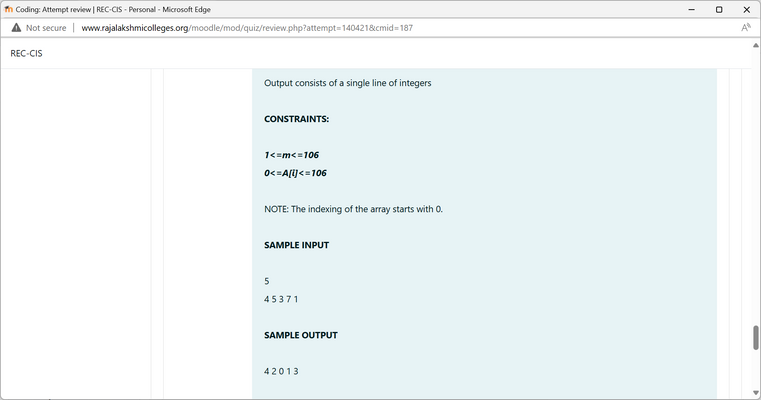 Coding: Attempt review | REC-CIS - Personal - Microsoft Edge
Not secure | www.rajalakshmicolleges.org/moodle/mod/quiz/review.php?attempt=140421&cmid=187
REC-CIS
Output consists of a single line of integers
CONSTRAINTS:
1<=m<=106
0<=A[i]<=106
NOTE: The indexing of the array starts with 0.
SAMPLE INPUT
5
4 5 3 7 1
SAMPLE OUTPUT
4 2 0 1 3